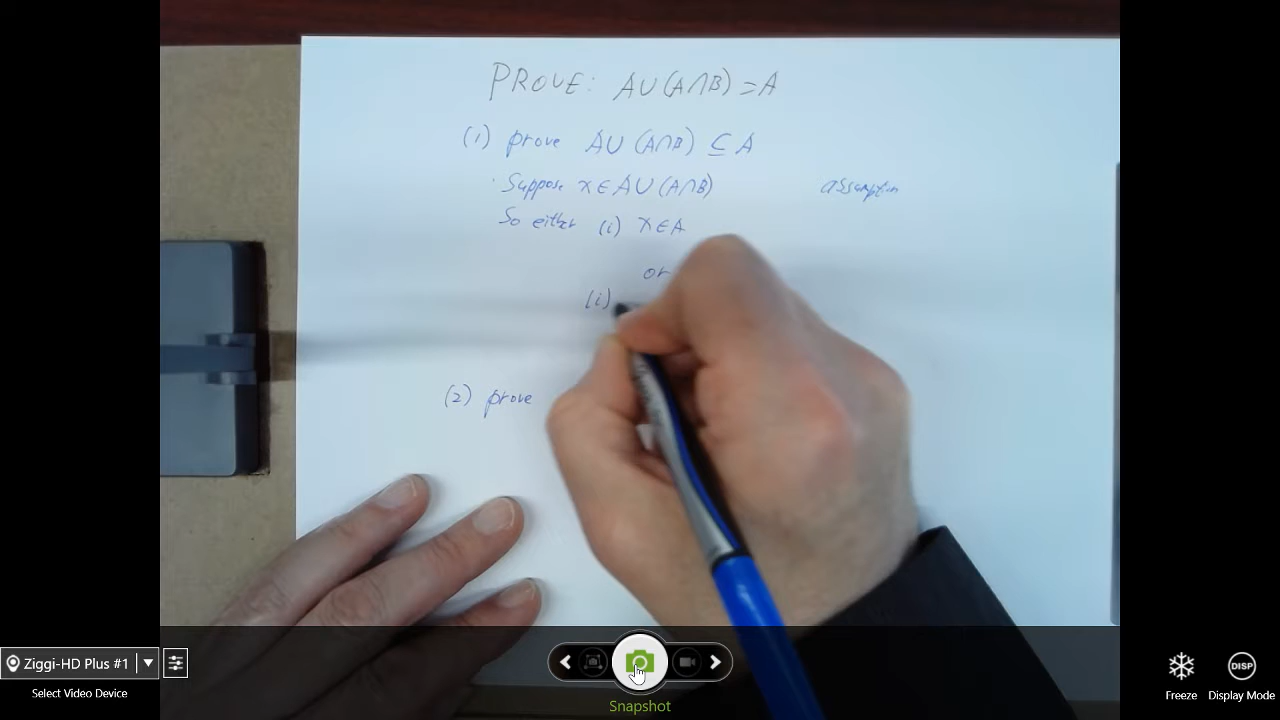 PROVE: A∪(A∩B) = A
(1) prove A∪(A∩B) ⊆ A
Suppose x ∈ A∪(A∩B) assumption
So either (i) x ∈ A
or
(i)
(2) prove
Ziggi-HD Plus #1
Select Video Device
Snapshot
Freeze
DISP
Display Mode